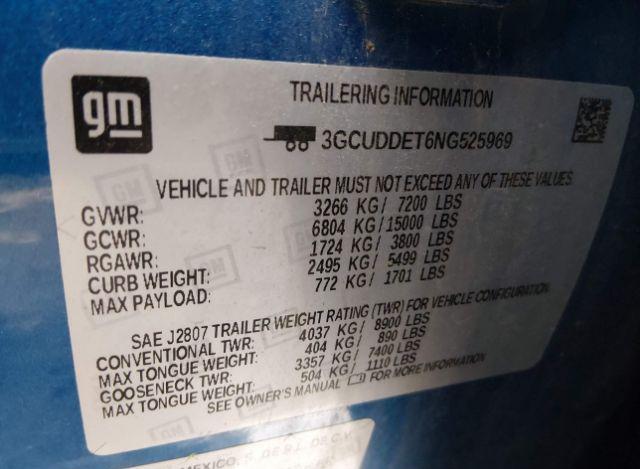 gm
TRAILERING INFORMATION
3GCUDDET6NG525969
VEHICLE AND TRAILER MUST NOT EXCEED ANY OF THESE VALUES
GVWR: 3266 KG/ 7200 LBS
GCWR: 6804 KG/15000 LBS
RGAWR: 1724 KG/ 3800 LBS
CURB WEIGHT: 2495 KG/ 5499 LBS
MAX PAYLOAD: 772 KG/ 1701 LBS
SAE J2807 TRAILER WEIGHT RATING (TWR) FOR VEHICLE CONFIGURATION.
CONVENTIONAL TWR: 4037 KG/ 8900 LBS
MAX TONGUE WEIGHT: 404 KG/ 890 LBS
GOOSENECK TWR: 3357 KG/ 7400 LBS
MAX TONGUE WEIGHT: 504 KG/ 1110 LBS
SEE OWNER'S MANUAL FOR MORE INFORMATION
MEXICO, S. DE R.L. DE C.V.